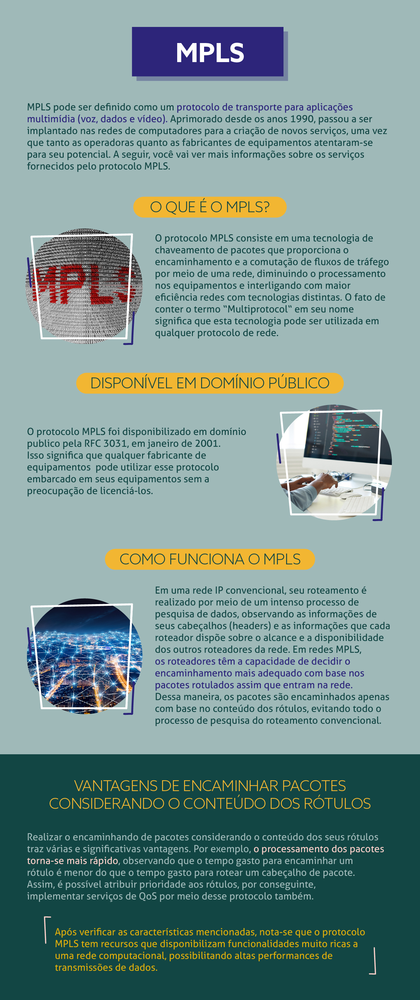 MPLS
MPLS pode ser definido como um protocolo de transporte para aplicações
multimídia (voz, dados e vídeo). Aprimorado desde os anos 1990, passou a ser
implantado nas redes de computadores para a criação de novos serviços, uma vez
que tanto as operadoras quanto as fabricantes de equipamentos atentaram-se
para seu potencial. A seguir, você vai ver mais informações sobre os serviços
fornecidos pelo protocolo MPLS.
O QUE É O MPLS?
O protocolo MPLS consiste em uma tecnologia de
chaveamento de pacotes que proporciona o
encaminhamento e a comutação de fluxos de tráfego
por meio de uma rede, diminuindo o processamento
nos equipamentos e interligando com maior
eficiência redes com tecnologias distintas. O fato de
conter o termo “Multiprotocol“ em seu nome
significa que esta tecnologia pode ser utilizada em
qualquer protocolo de rede.
DISPONÍVEL EM DOMÍNIO PÚBLICO
O protocolo MPLS foi disponibilizado em domínio
publico pela RFC 3031, em janeiro de 2001.
Isso significa que qualquer fabricante de
equipamentos  pode utilizar esse protocolo
embarcado em seus equipamentos sem a
preocupação de licenciá-los.
COMO FUNCIONA O MPLS
Em uma rede IP convencional, seu roteamento é
realizado por meio de um intenso processo de
pesquisa de dados, observando as informações de
seus cabeçalhos (headers) e as informações que cada
roteador dispõe sobre o alcance e a disponibilidade
dos outros roteadores da rede. Em redes MPLS,
os roteadores têm a capacidade de decidir o
encaminhamento mais adequado com base nos
pacotes rotulados assim que entram na rede.
Dessa maneira, os pacotes são encaminhados apenas
com base no conteúdo dos rótulos, evitando todo o
processo de pesquisa do roteamento convencional.
VANTAGENS DE ENCAMINHAR PACOTES
CONSIDERANDO O CONTEÚDO DOS RÓTULOS
Realizar o encaminhando de pacotes considerando o conteúdo dos seus rótulos
traz várias e significativas vantagens. Por exemplo, o processamento dos pacotes
torna-se mais rápido, observando que o tempo gasto para encaminhar um
rótulo é menor do que o tempo gasto para rotear um cabeçalho de pacote.
Assim, é possível atribuir prioridade aos rótulos, por conseguinte,
implementar serviços de QoS por meio desse protocolo também.
Após verificar as características mencionadas, nota-se que o protocolo
MPLS tem recursos que disponibilizam funcionalidades muito ricas a
uma rede computacional, possibilitando altas performances de
transmissões de dados.